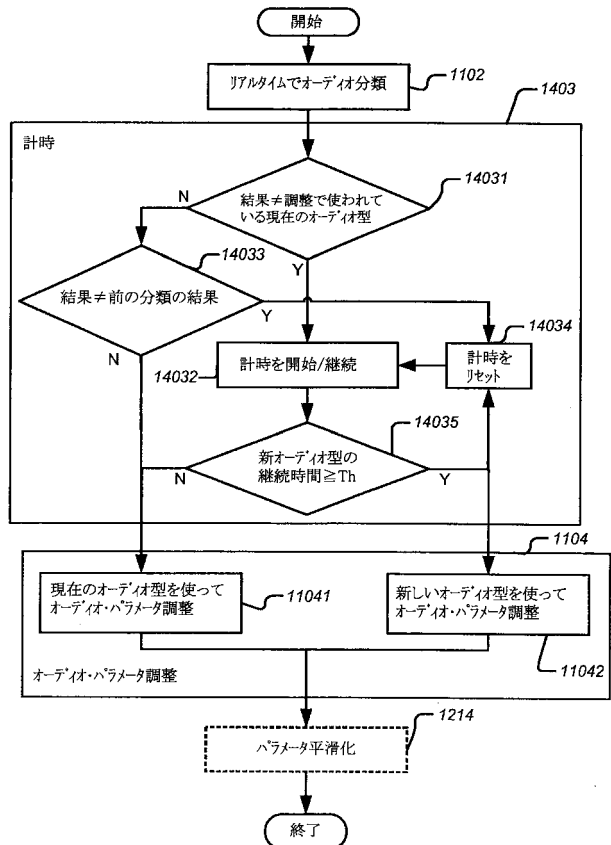 開始
リアルタイムでオーディオ分類
1102
1403
計時
14031
結果≠調整で使われて
いる現在のオーディオ型
N
Y
14033
結果≠前の分類の結果
Y
N
14034
計時を
リセット
14032
計時を開始/継続
14035
新オーディオ型の
継続時間≧Th
N
Y
1104
現在のオーディオ型を使って
オーディオ・パラメータ調整
11041
新しいオーディオ型を使って
オーディオ・パラメータ調整
11042
オーディオ・パラメータ調整
1214
パラメータ平滑化
終了